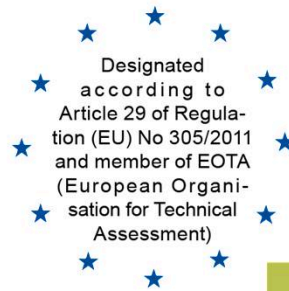 Designated
according to
Article 29 of Regula-
tion (EU) No 305/2011
and member of EOTA
(European Organi-
sation for Technical
Assessment)